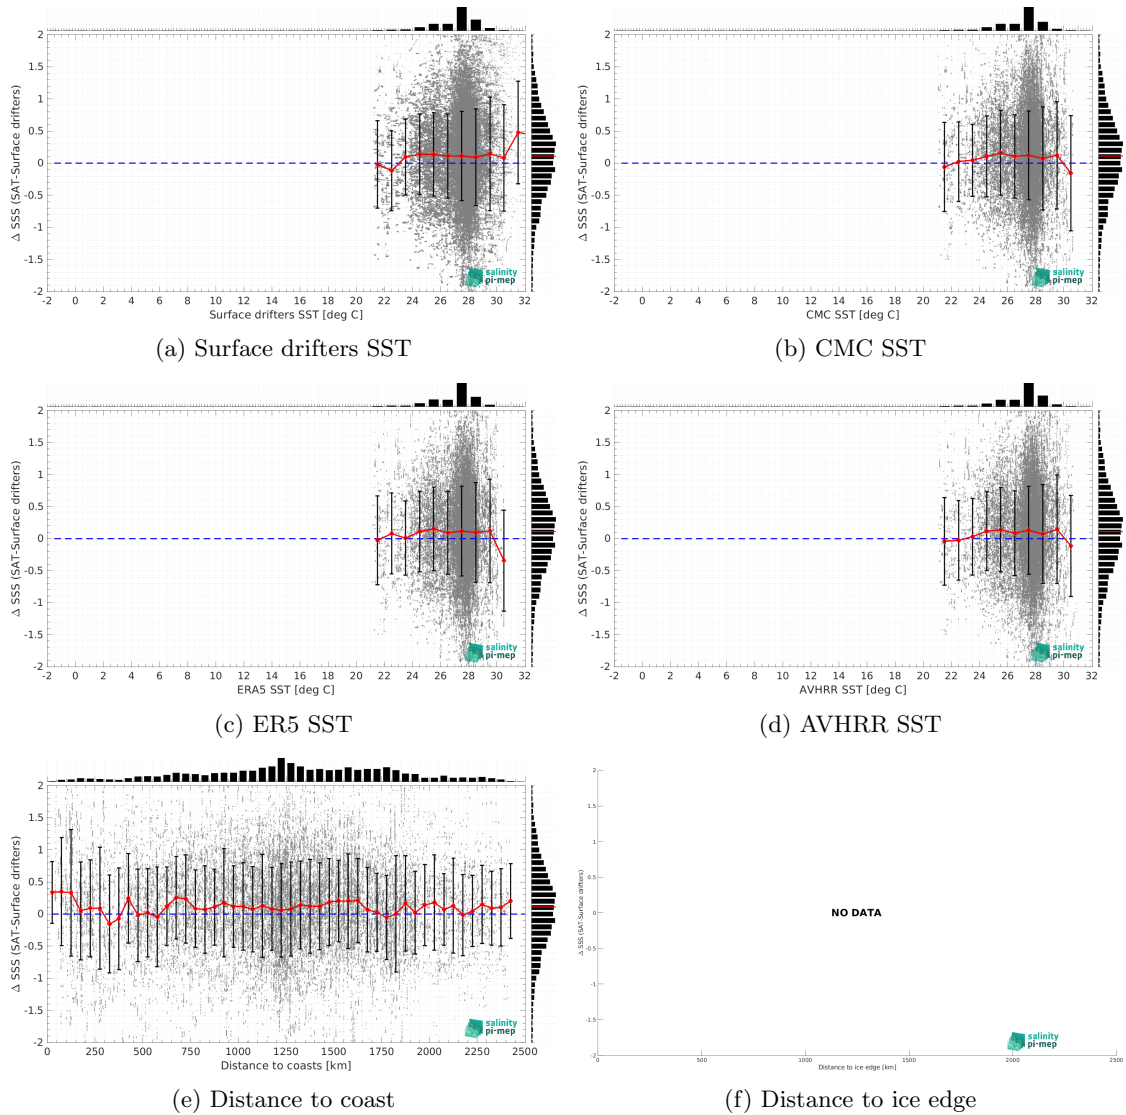 2
1.5
1
0.5
0
-0.5
-1
-1.5
-2
Δ SSS (SAT-Surface drifters)
-2 0 2 4 6 8 10 12 14 16 18 20 22 24 26 28 30 32
Surface drifters SST [deg C]
salinity
pi-mep
(a) Surface drifters SST
2
1.5
1
0.5
0
-0.5
-1
-1.5
-2
Δ SSS (SAT-Surface drifters)
-2 0 2 4 6 8 10 12 14 16 18 20 22 24 26 28 30 32
CMC SST [deg C]
salinity
pi-mep
(b) CMC SST
2
1.5
1
0.5
0
-0.5
-1
-1.5
-2
Δ SSS (SAT-Surface drifters)
-2 0 2 4 6 8 10 12 14 16 18 20 22 24 26 28 30 32
ERA5 SST [deg C]
salinity
pi-mep
(c) ER5 SST
2
1.5
1
0.5
0
-0.5
-1
-1.5
-2
Δ SSS (SAT-Surface drifters)
-2 0 2 4 6 8 10 12 14 16 18 20 22 24 26 28 30 32
AVHRR SST [deg C]
salinity
pi-mep
(d) AVHRR SST
2
1.5
1
0.5
0
-0.5
-1
-1.5
-2
Δ SSS (SAT-Surface drifters)
0 250 500 750 1000 1250 1500 1750 2000 2250 2500
Distance to coasts [km]
salinity
pi-mep
(e) Distance to coast
2
1.5
1
0.5
0
-0.5
-1
-1.5
-2
Δ SSS (SAT-Surface drifters)
NO DATA
0 500 1000 1500 2000 2500
Distance to ice edge [km]
salinity
pi-mep
(f) Distance to ice edge